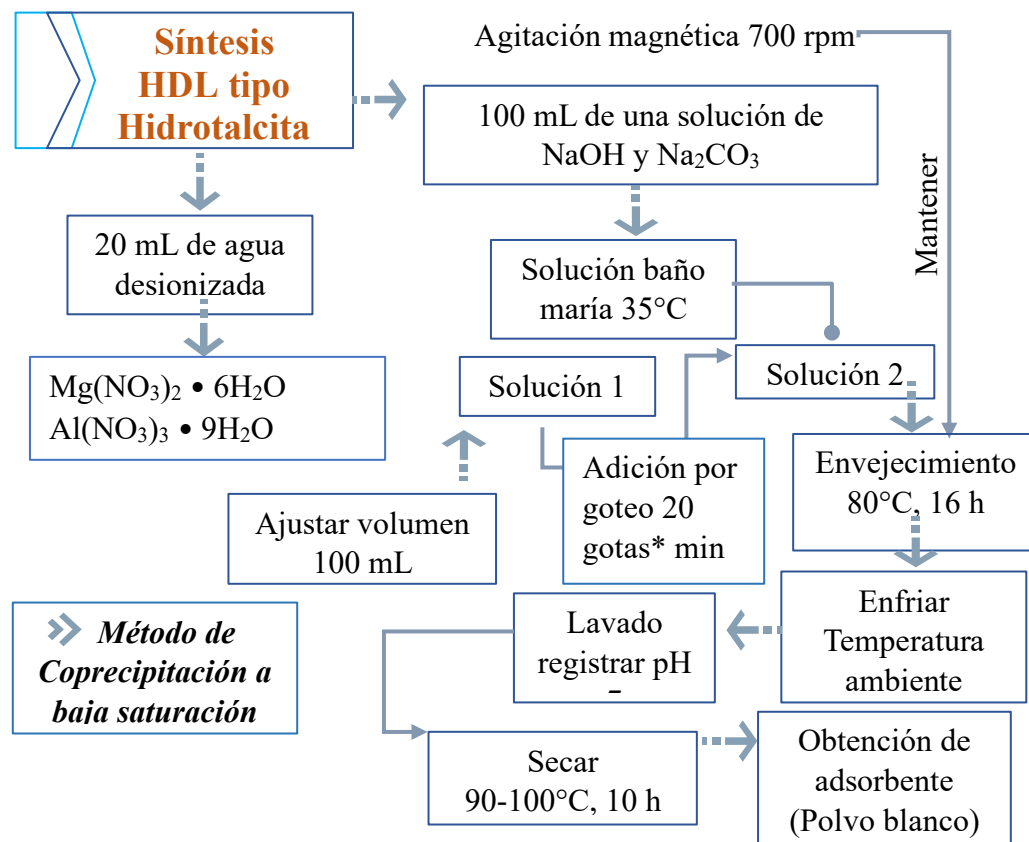 Síntesis
HDL tipo
Hidrotalcita
Agitación magnética 700 rpm
100 mL de una solución de
NaOH y Na₂CO₃
Mantener
20 mL de agua
desionizada
Solución baño
maría 35°C
Mg(NO₃)₂ • 6H₂O
Al(NO₃)₃ • 9H₂O
Solución 1
Solución 2
Ajustar volumen
100 mL
Adición por
goteo 20
gotas* min
Envejecimiento
80°C, 16 h
Método de
Coprecipitación a
baja saturación
Lavado
registrar pH
Enfriar
Temperatura
ambiente
Secar
90-100°C, 10 h
Obtención de
adsorbente
(Polvo blanco)